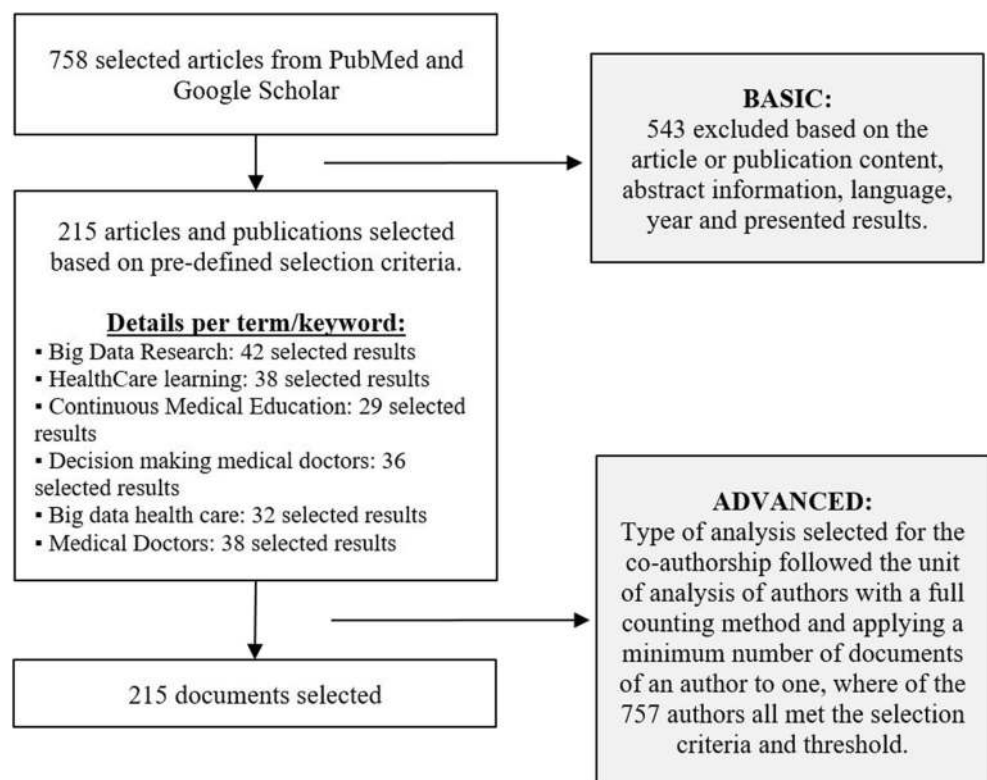 758 selected articles from PubMed and
Google Scholar
BASIC:
543 excluded based on the
article or publication content,
abstract information, language,
year and presented results.
215 articles and publications selected
based on pre-defined selection criteria.
Details per term/keyword:
▪ Big Data Research: 42 selected results
▪ HealthCare learning: 38 selected results
▪ Continuous Medical Education: 29 selected
results
▪ Decision making medical doctors: 36
selected results
▪ Big data health care: 32 selected results
▪ Medical Doctors: 38 selected results
ADVANCED:
Type of analysis selected for the
co-authorship followed the unit
of analysis of authors with a full
counting method and applying a
minimum number of documents
of an author to one, where of the
757 authors all met the selection
criteria and threshold.
215 documents selected